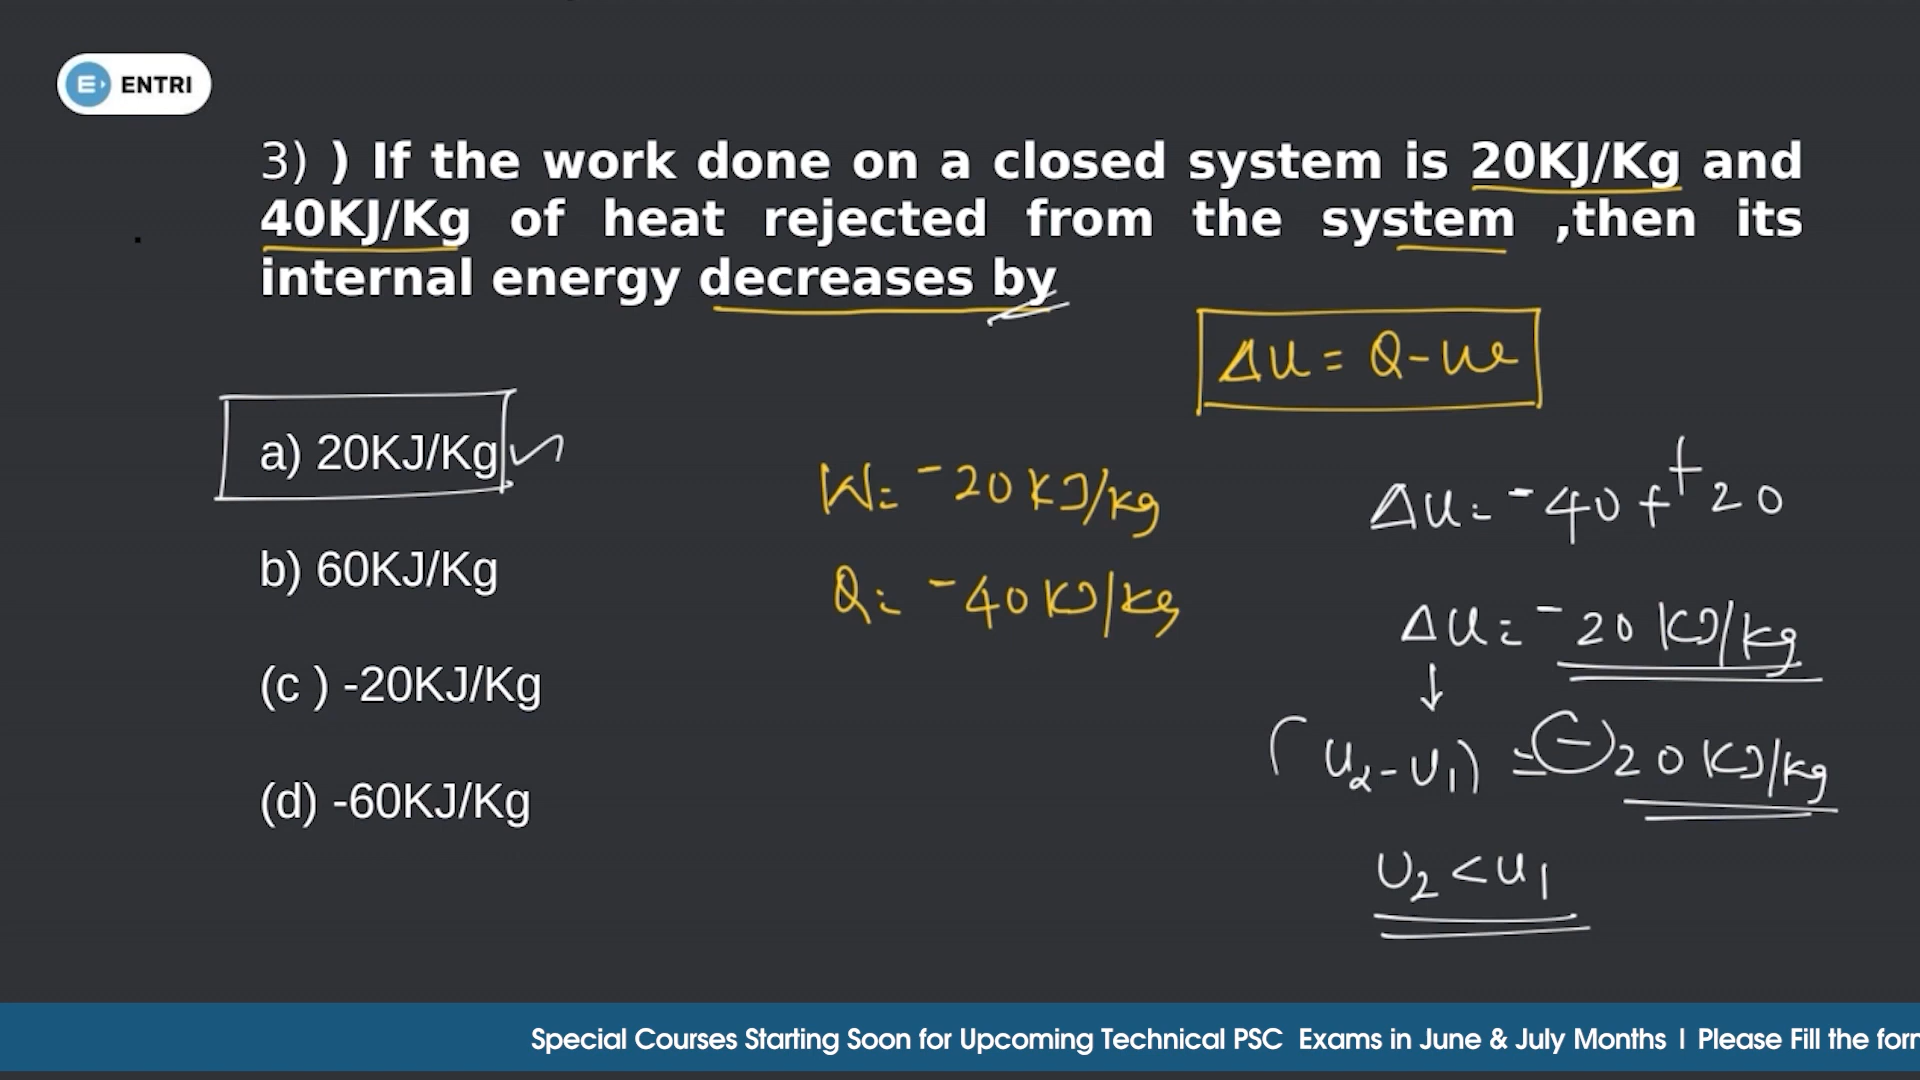 ENTRI
3) ) If the work done on a closed system is 20KJ/Kg and
40KJ/Kg of heat rejected from the system ,then its
internal energy decreases by
ΔU = Q - W
a) 20KJ/Kg
W = -20 KJ/kg
ΔU = -40 + +20
b) 60KJ/Kg
Q = -40 KJ/kg
ΔU = -20 KJ/kg
(c ) -20KJ/Kg
(U2 - U1) = -20 KJ/kg
(d) -60KJ/Kg
U2 < U1
Special Courses Starting Soon for Upcoming Technical PSC Exams in June & July Months | Please Fill the